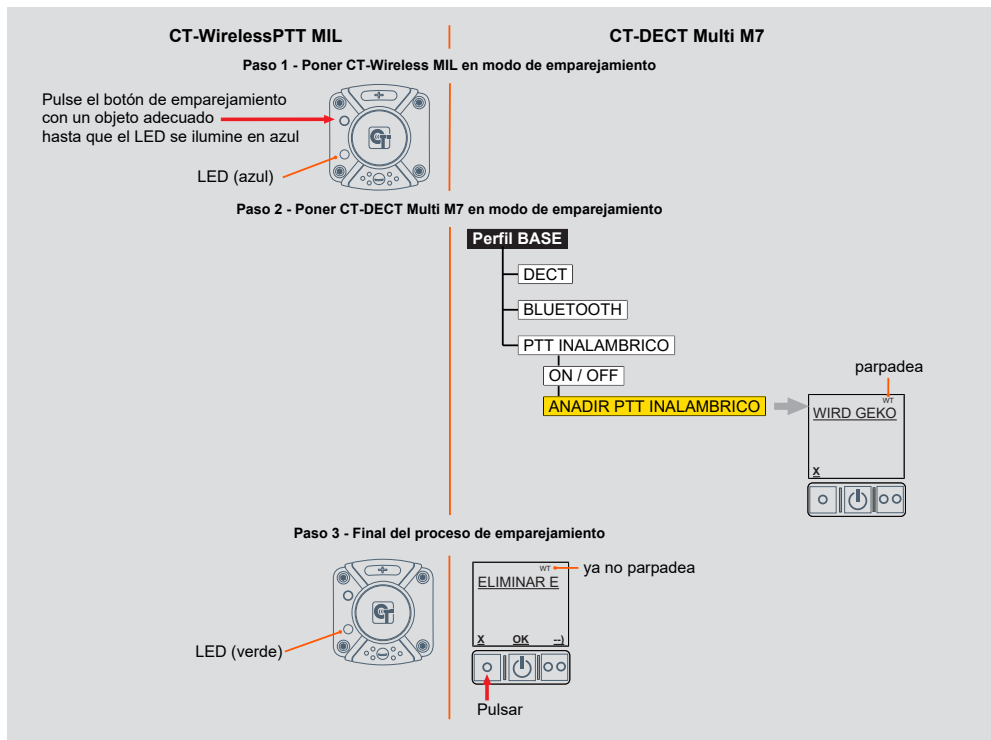 CT-WirelessPTT MIL
CT-DECT Multi M7
Paso 1 - Poner CT-Wireless MIL en modo de emparejamiento
Pulse el botón de emparejamiento
con un objeto adecuado
hasta que el LED se ilumine en azul
LED (azul)
Paso 2 - Poner CT-DECT Multi M7 en modo de emparejamiento
Perfil BASE
DECT
BLUETOOTH
PTT INALAMBRICO
ON / OFF
ANADIR PTT INALAMBRICO
parpadea
WT
WIRD GEKO
X
Paso 3 - Final del proceso de emparejamiento
WT
ya no parpadea
ELIMINAR E
X OK --)
LED (verde)
Pulsar